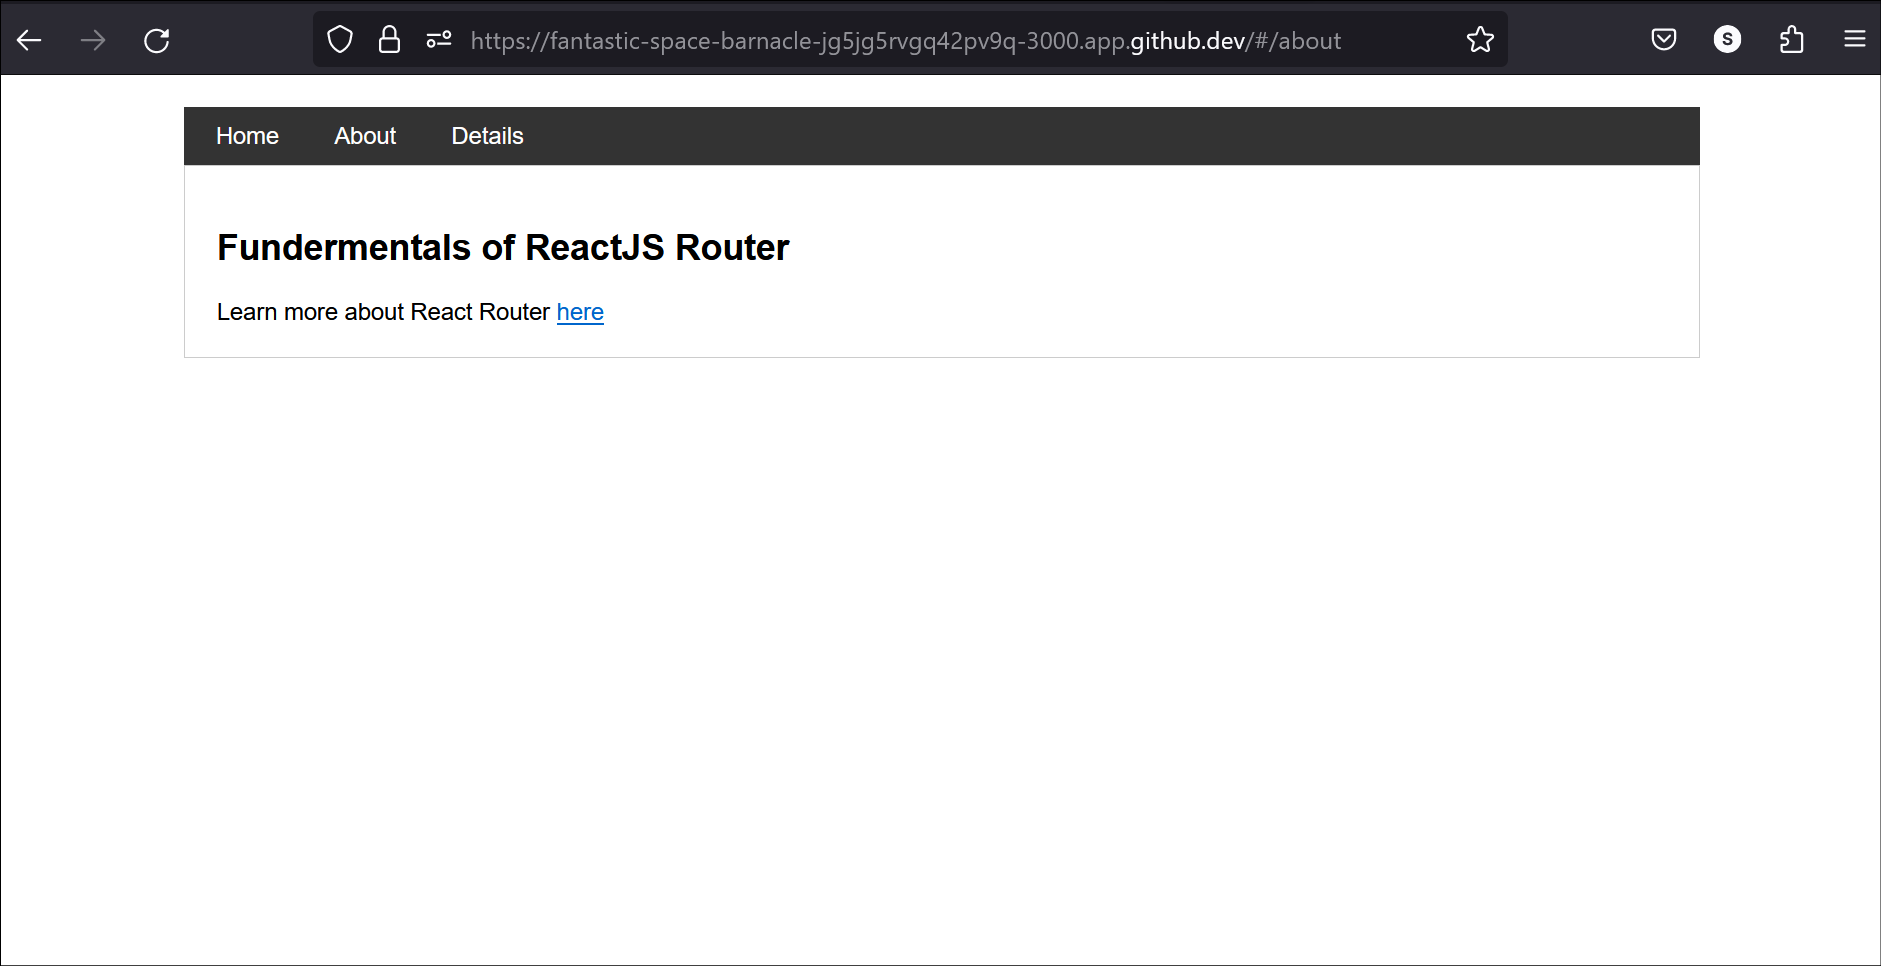 https://fantastic-space-barnacle-jg5jg5rvgq42pv9q-3000.app.github.dev/#/about
S
Home About Details
Fundermentals of ReactJS Router
Learn more about React Router here